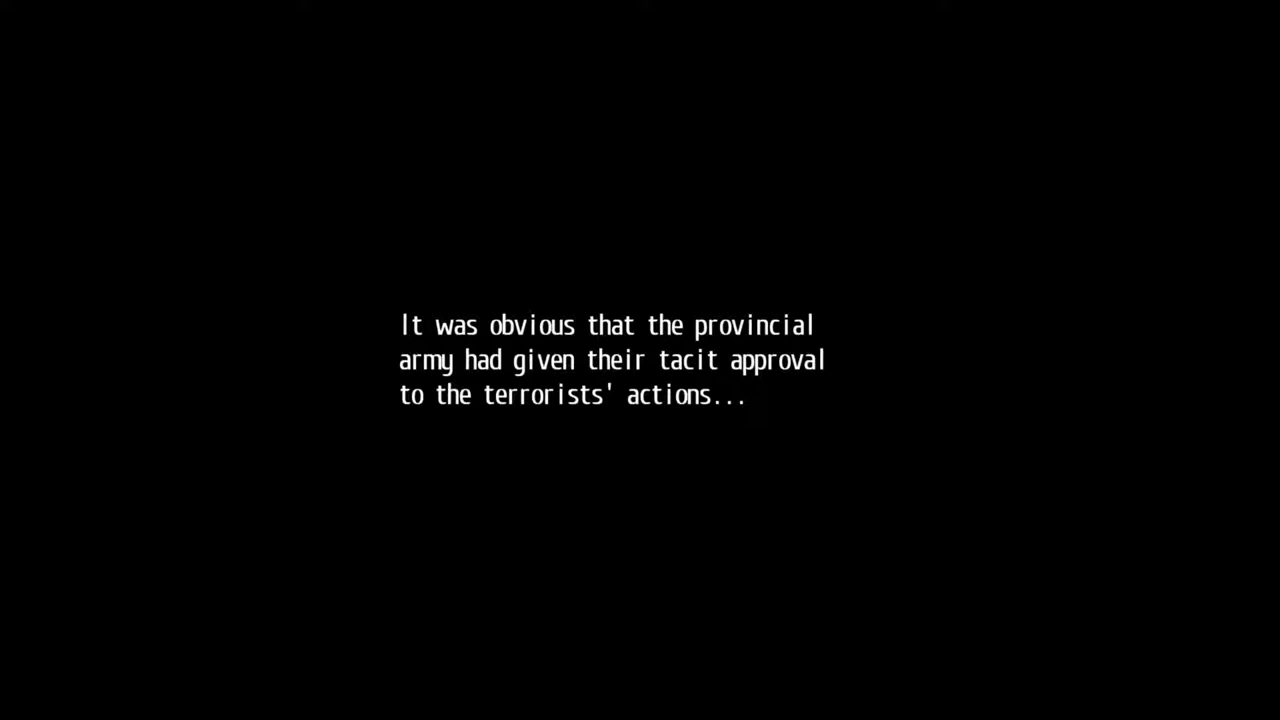 It was obvious that the provincial
army had given their tacit approval
to the terrorists' actions...